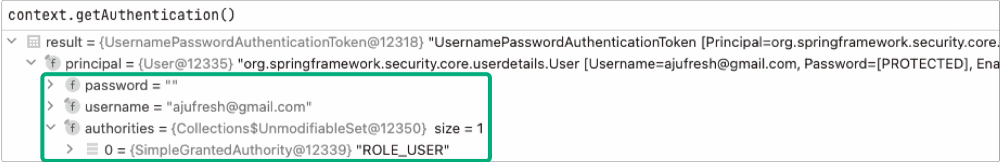 context.getAuthentication()
result = {UsernamePasswordAuthenticationToken@12318} "UsernamePasswordAuthenticationToken [Principal=org.springframework.security.core.
f principal = {User@12335} "org.springframework.security.core.userdetails.User [Username=ajufresh@gmail.com, Password=[PROTECTED], Ena
f password = ""
f username = "ajufresh@gmail.com"
f authorities = {Collections$UnmodifiableSet@12350} size = 1
0 = {SimpleGrantedAuthority@12339} "ROLE_USER"